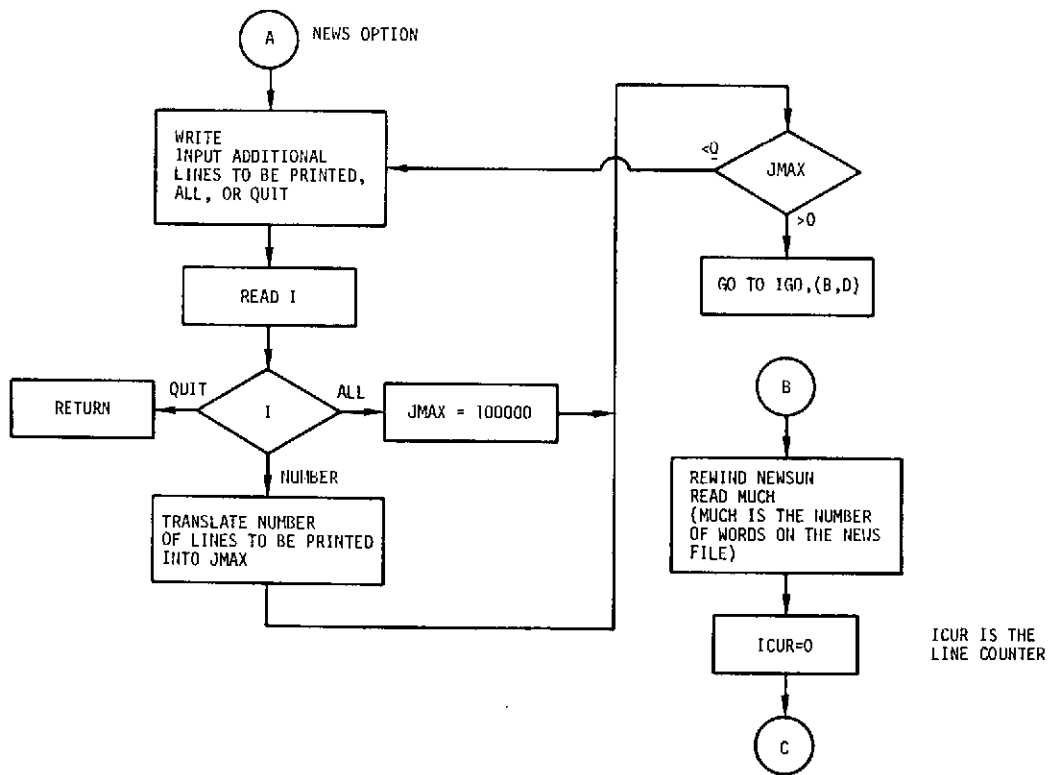 A
NEWS OPTION
WRITE
INPUT ADDITIONAL
LINES TO BE PRINTED,
ALL, OR QUIT
READ I
I
QUIT
RETURN
ALL
JMAX = 100000
NUMBER
TRANSLATE NUMBER
OF LINES TO BE PRINTED
INTO JMAX
JMAX
≤0
>0
GO TO IGO,(B,D)
B
REWIND NEWSUN
READ MUCH
(MUCH IS THE NUMBER
OF WORDS ON THE NEWS
FILE)
ICUR=0
ICUR IS THE
LINE COUNTER
C